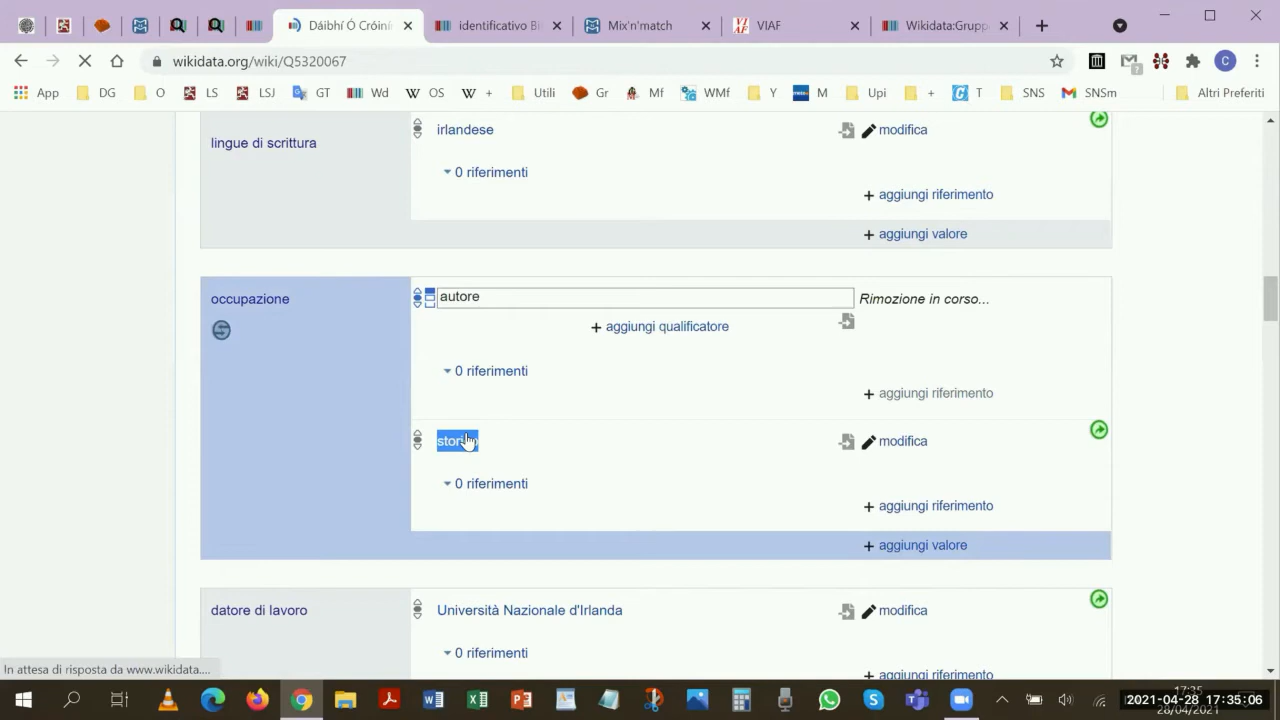 Dáibhí Ó Cróiní
identificativo Br
Mix'n'match
VIAF
Wikidata:Grupp
wikidata.org/wiki/Q5320067
C
App
DG
O
LS
LSJ
GT
Wd
OS
+
Utili
Gr
Mf
WMf
Y
M
Upi
+
T
SNS
SNSm
Altri Preferiti
lingue di scrittura
irlandese
modifica
0 riferimenti
+ aggiungi riferimento
+ aggiungi valore
occupazione
autore
Rimozione in corso...
+ aggiungi qualificatore
0 riferimenti
+ aggiungi riferimento
modifica
0 riferimenti
+ aggiungi riferimento
+ aggiungi valore
datore di lavoro
Università Nazionale d'Irlanda
modifica
0 riferimenti
+ aggiungi riferimento
In attesa di risposta da www.wikidata....
2021-04-28 17:35:06